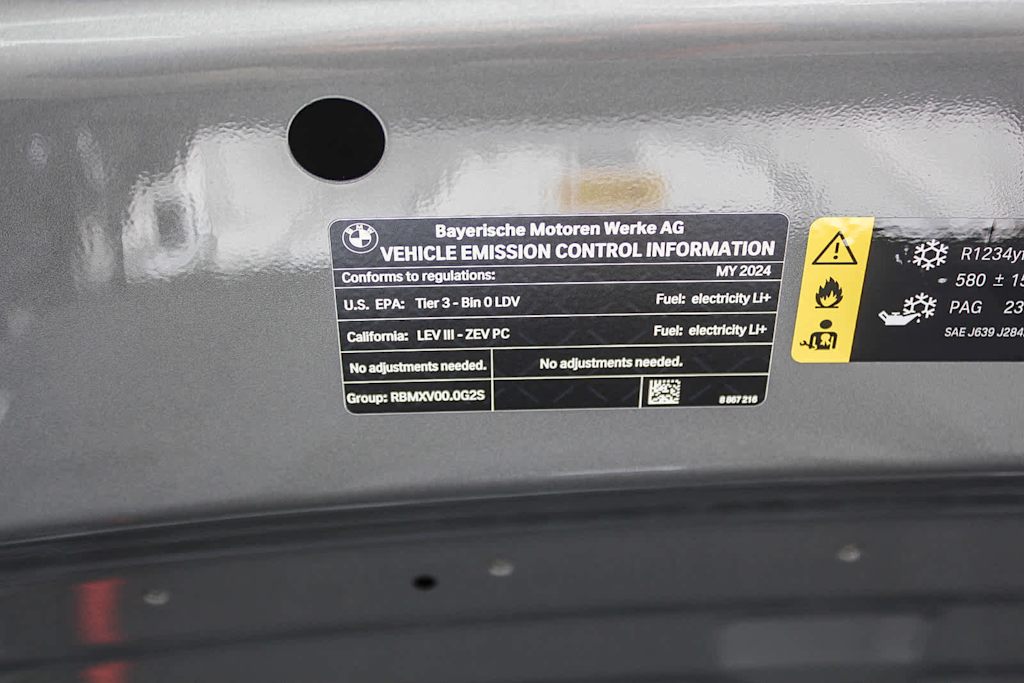 BMW
Bayerische Motoren Werke AG
VEHICLE EMISSION CONTROL INFORMATION
Conforms to regulations: MY 2024
U.S. EPA: Tier 3 - Bin 0 LDV Fuel: electricity LI+
California: LEV III - ZEV PC Fuel: electricity LI+
No adjustments needed. No adjustments needed.
Group: RBMXV00.0G2S
8 867 216
R1234yf
580 ± 15
PAG 23
SAE J639 J284